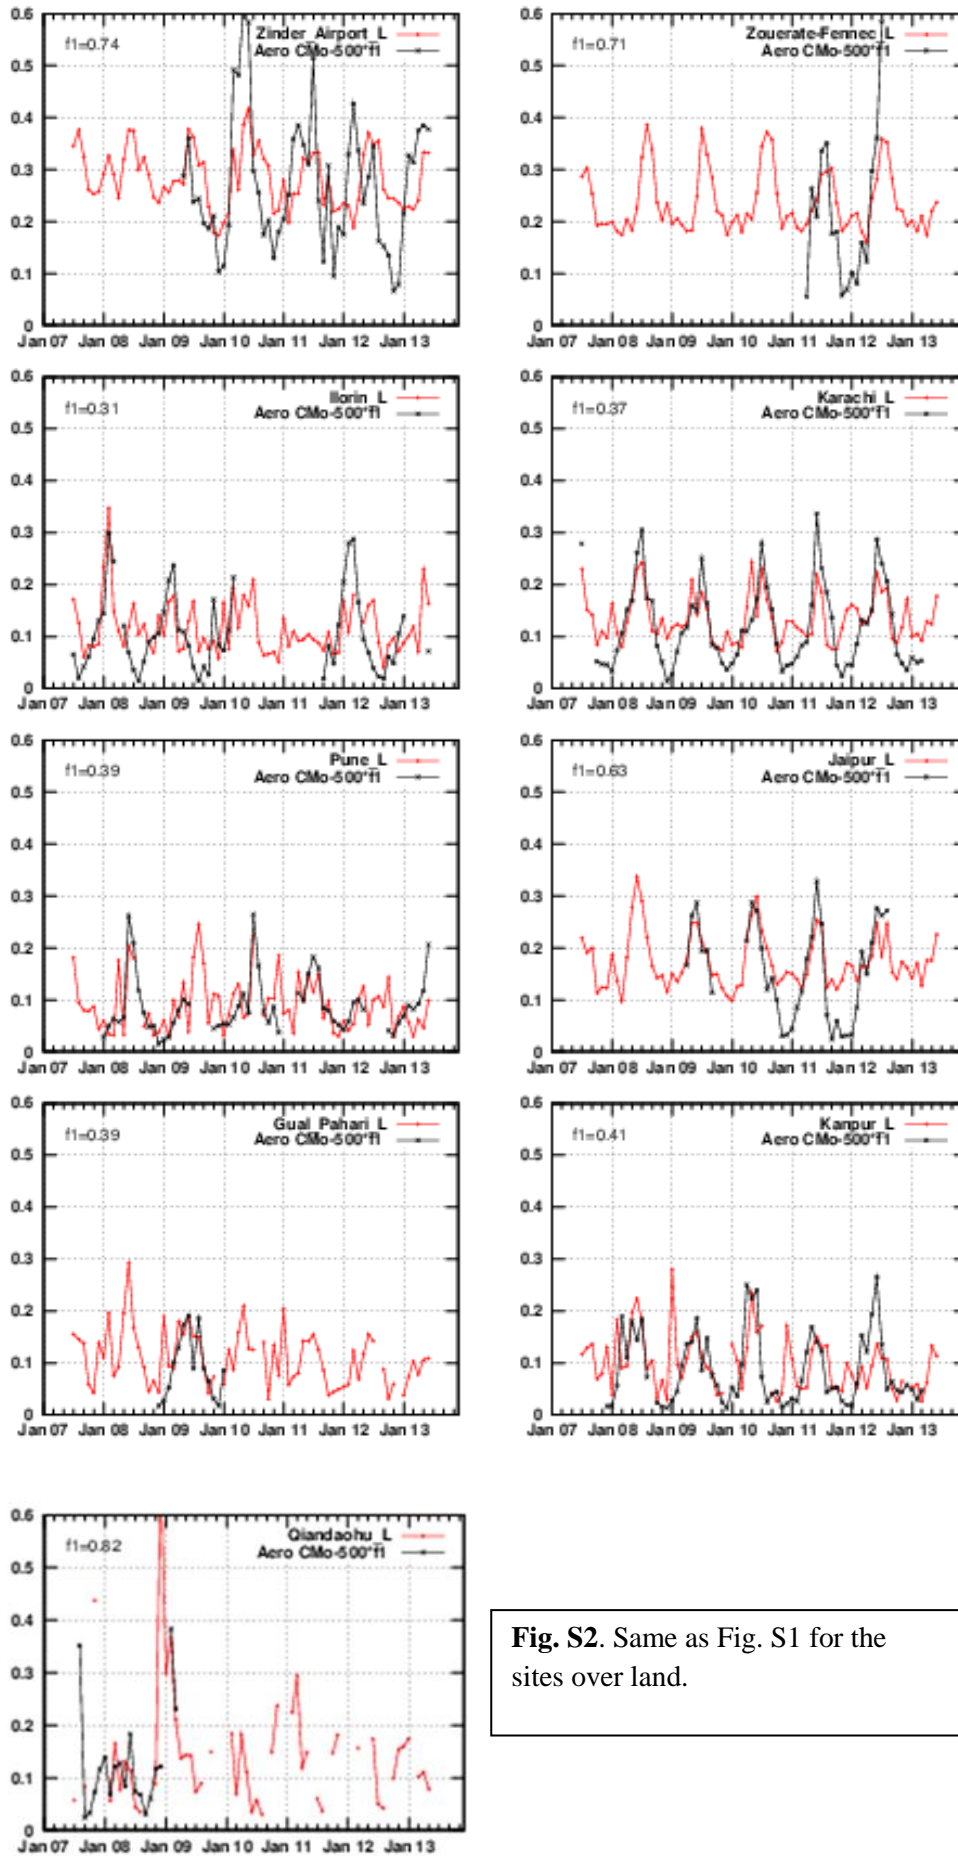 0.6
0.5
0.4
0.3
0.2
0.1
0
f1=0.74
Zinder_Airport_L
Aero CMo-500*f1
Jan 07 Jan 08 Jan 09 Jan 10 Jan 11 Jan 12 Jan 13
0.6
0.5
0.4
0.3
0.2
0.1
0
f1=0.71
Zouerate-Fennec_L
Aero CMo-500*f1
Jan 07 Jan 08 Jan 09 Jan 10 Jan 11 Jan 12 Jan 13
0.6
0.5
0.4
0.3
0.2
0.1
0
f1=0.31
Ilorin_L
Aero CMo-500*f1
Jan 07 Jan 08 Jan 09 Jan 10 Jan 11 Jan 12 Jan 13
0.6
0.5
0.4
0.3
0.2
0.1
0
f1=0.37
Karachi_L
Aero CMo-500*f1
Jan 07 Jan 08 Jan 09 Jan 10 Jan 11 Jan 12 Jan 13
0.6
0.5
0.4
0.3
0.2
0.1
0
f1=0.39
Pune_L
Aero CMo-500*f1
Jan 07 Jan 08 Jan 09 Jan 10 Jan 11 Jan 12 Jan 13
0.6
0.5
0.4
0.3
0.2
0.1
0
f1=0.63
Jaipur_L
Aero CMo-500*f1
Jan 07 Jan 08 Jan 09 Jan 10 Jan 11 Jan 12 Jan 13
0.6
0.5
0.4
0.3
0.2
0.1
0
f1=0.39
Gual_Pahari_L
Aero CMo-500*f1
Jan 07 Jan 08 Jan 09 Jan 10 Jan 11 Jan 12 Jan 13
0.6
0.5
0.4
0.3
0.2
0.1
0
f1=0.41
Kanpur_L
Aero CMo-500*f1
Jan 07 Jan 08 Jan 09 Jan 10 Jan 11 Jan 12 Jan 13
0.6
0.5
0.4
0.3
0.2
0.1
0
f1=0.82
Qiandaohu_L
Aero CMo-500*f1
Jan 07 Jan 08 Jan 09 Jan 10 Jan 11 Jan 12 Jan 13
Fig. S2. Same as Fig. S1 for the
sites over land.